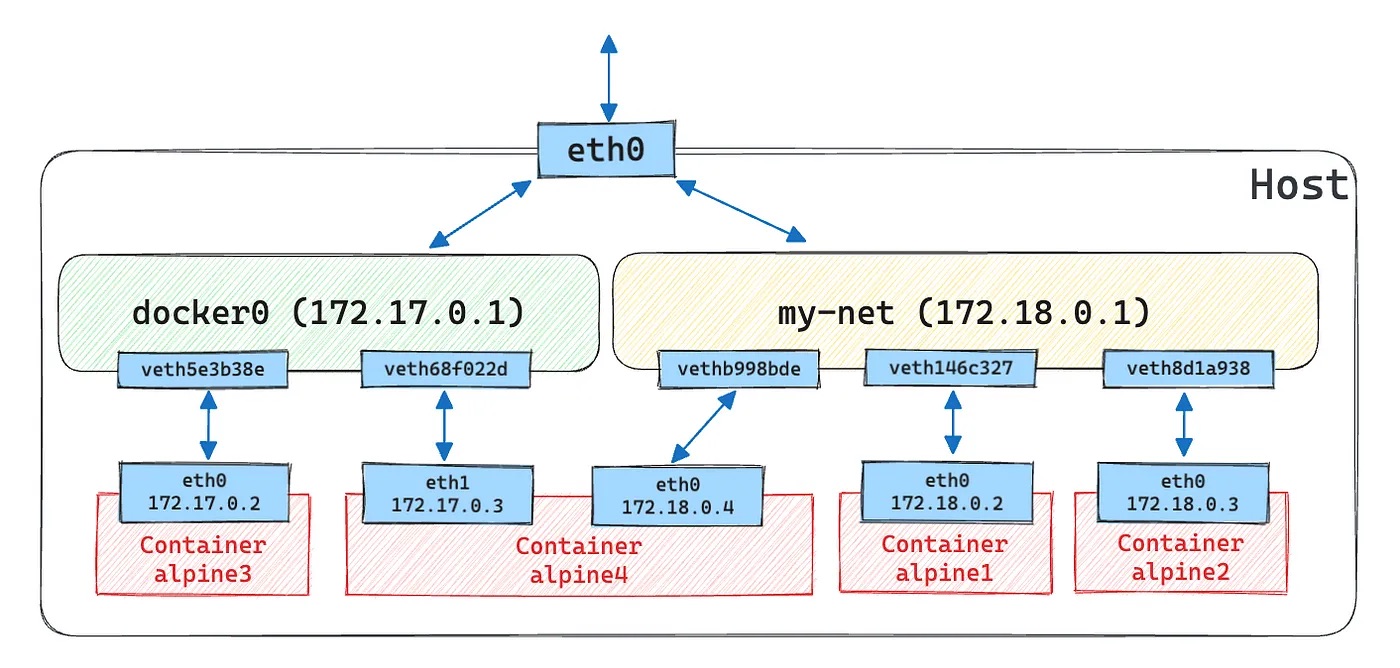 eth0
Host
docker0 (172.17.0.1)
my-net (172.18.0.1)
veth5e3b38e
veth68f022d
vethb998bde
veth146c327
veth8d1a938
eth0
172.17.0.2
eth1
172.17.0.3
eth0
172.18.0.4
eth0
172.18.0.2
eth0
172.18.0.3
Container
alpine3
Container
alpine4
Container
alpine1
Container
alpine2